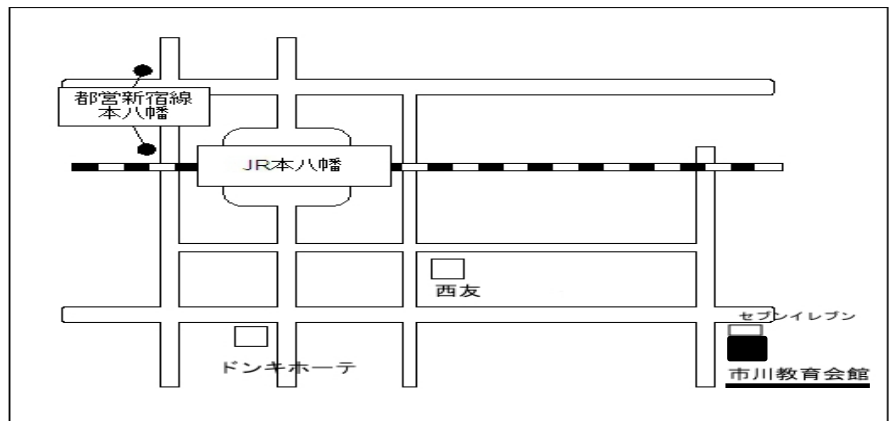 都営新宿線
本八幡
JR本八幡
西友
セブンイレブン
ドンキホーテ
市川教育会館